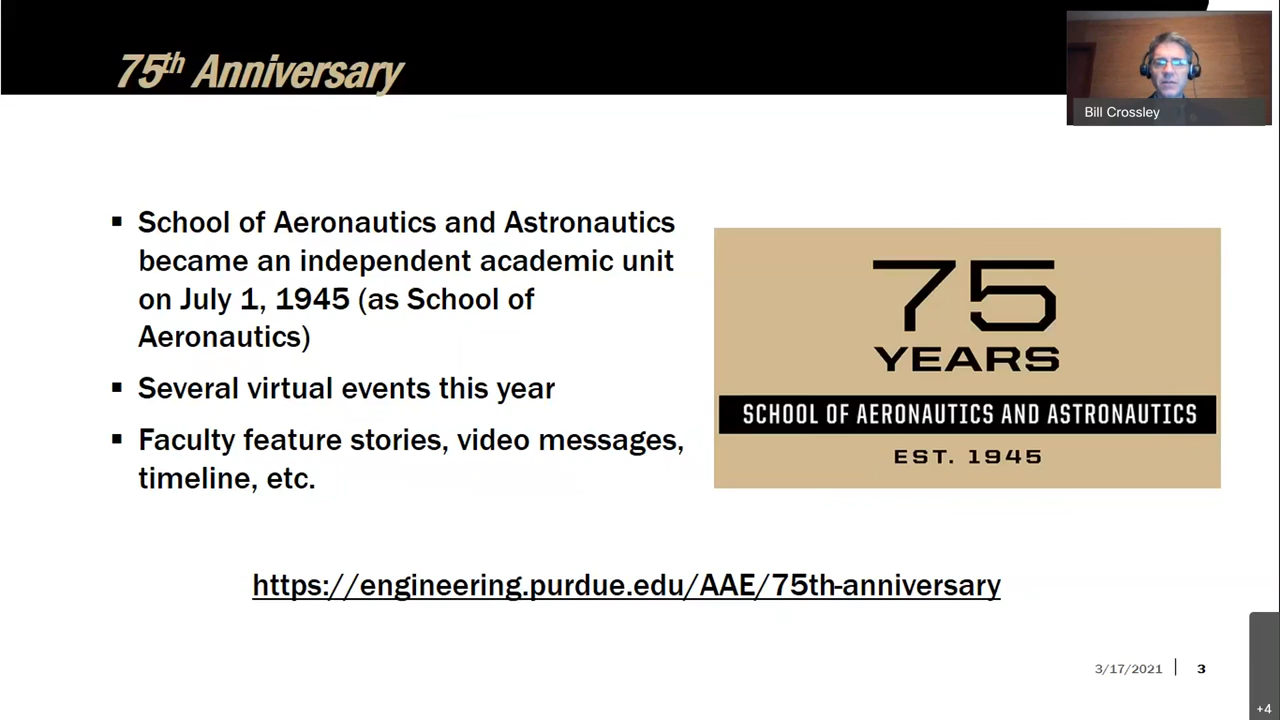 75th Anniversary
Bill Crossley
▪ School of Aeronautics and Astronautics
became an independent academic unit
on July 1, 1945 (as School of
Aeronautics)
▪ Several virtual events this year
▪ Faculty feature stories, video messages,
timeline, etc.
75
YEARS
SCHOOL OF AERONAUTICS AND ASTRONAUTICS
EST. 1945
https://engineering.purdue.edu/AAE/75th-anniversary
3/17/2021 | 3
+4